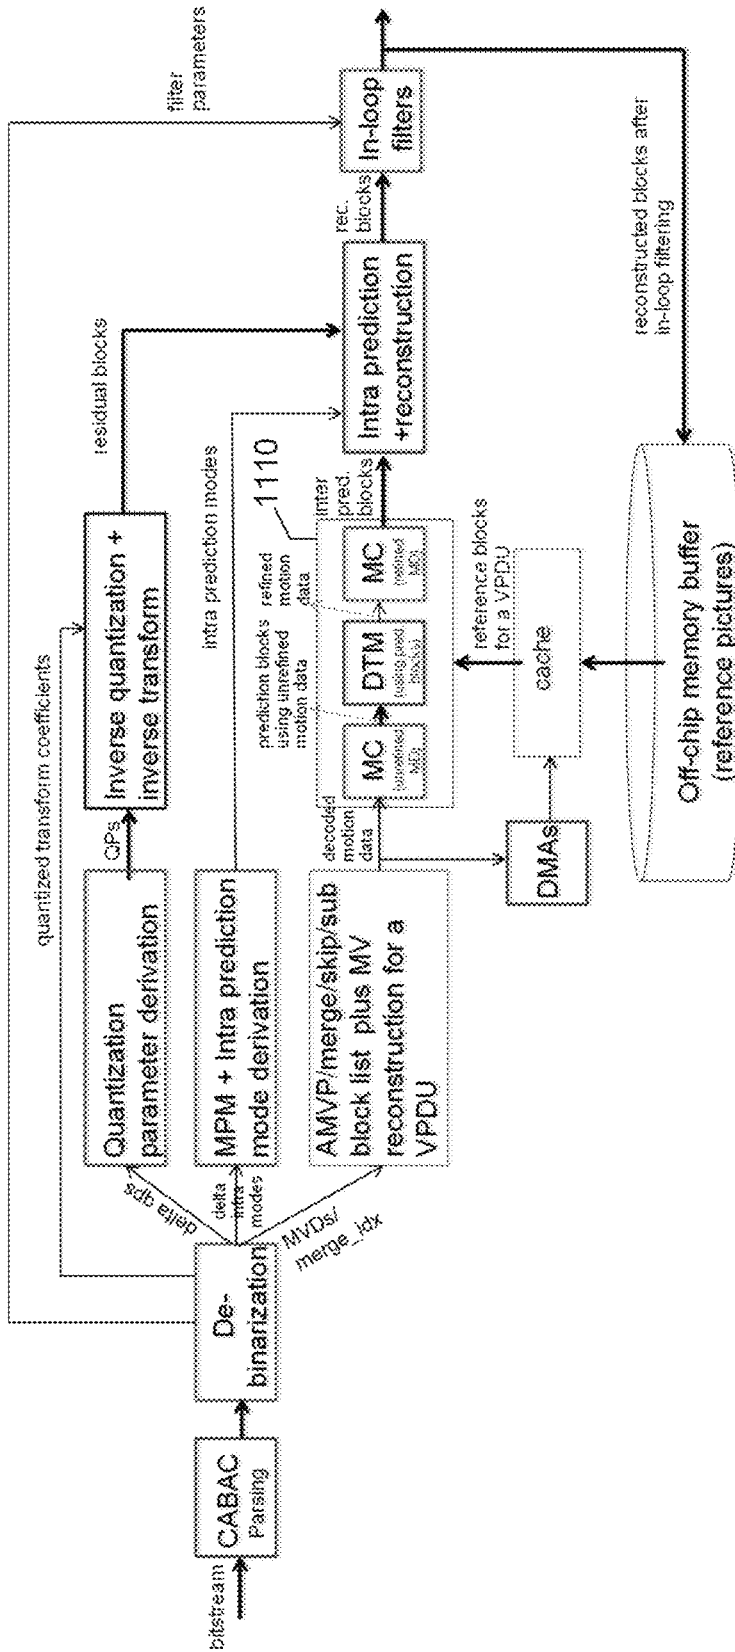 bitstream
CABAC
Parsing
De-
binarization
quantized transform coefficients
delta qps
delta
intra
modes
MVDs/
merge_idx
Quantization
parameter derivation
MPM + Intra prediction
mode derivation
AMVP/merge/skip/sub
block list plus MV
reconstruction for a
VPDU
QPs
Inverse quantization +
inverse transform
residual blocks
intra prediction modes
decoded
motion
data
DMAs
prediction blocks
using unrefined
motion data
refined
motion
data
1110
MC
DTM
(using pred
blocks)
MC
inter
pred.
blocks
reference blocks
for a VPDU
cache
Off-chip memory buffer
(reference pictures)
Intra prediction
+reconstruction
rec.
blocks
In-loop
filters
filter
parameters
reconstructed blocks after
in-loop filtering